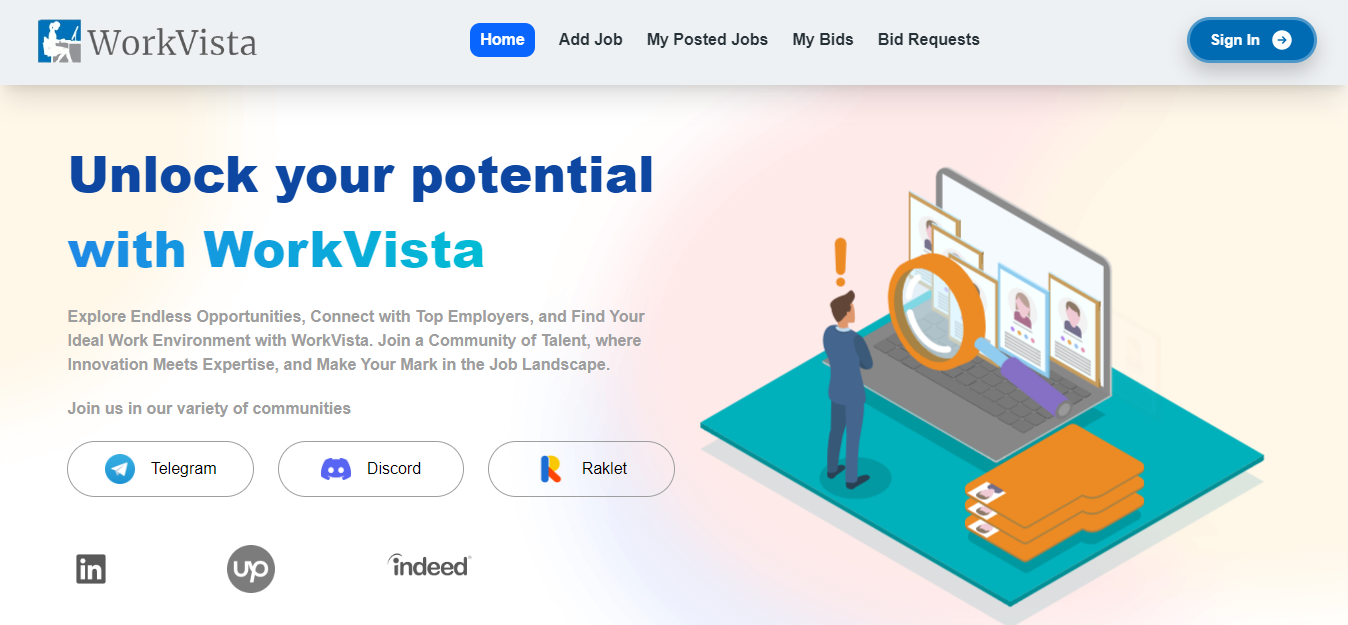 WorkVista
Home
Add Job
My Posted Jobs
My Bids
Bid Requests
Sign In
Unlock your potential
with WorkVista
Explore Endless Opportunities, Connect with Top Employers, and Find Your
Ideal Work Environment with WorkVista. Join a Community of Talent, where
Innovation Meets Expertise, and Make Your Mark in the Job Landscape.
Join us in our variety of communities
Telegram
Discord
Raklet
in
up
indeed